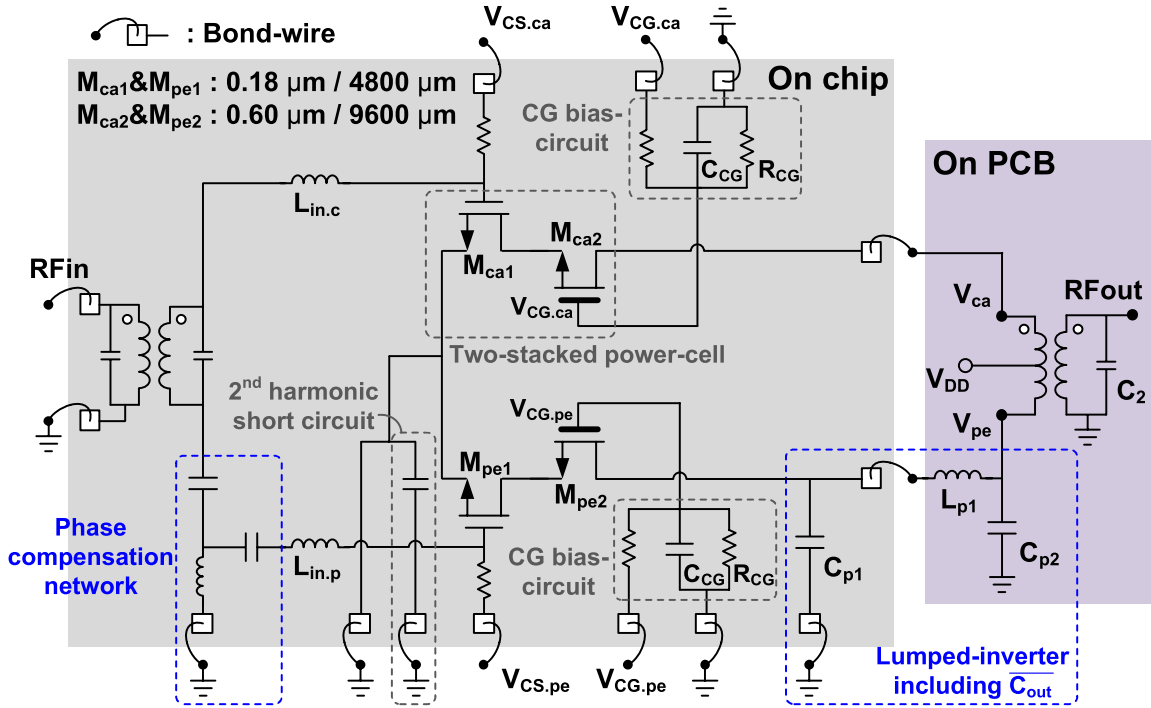 : Bond-wire
V_CS.ca
V_CG.ca
M_ca1&M_pe1 : 0.18 μm / 4800 μm
M_ca2&M_pe2 : 0.60 μm / 9600 μm
On chip
CG bias-
circuit
C_CG
R_CG
On PCB
L_in.c
M_ca1
M_ca2
V_CG.ca
RFin
V_ca
RFout
Two-stacked power-cell
V_DD
C_2
2nd harmonic
short circuit
V_CG.pe
V_pe
M_pe1
M_pe2
L_p1
Phase
compensation
network
L_in.p
CG bias-
circuit
C_CG
R_CG
C_p1
C_p2
V_CS.pe
V_CG.pe
Lumped-inverter
including C̅_o̅u̅t̅